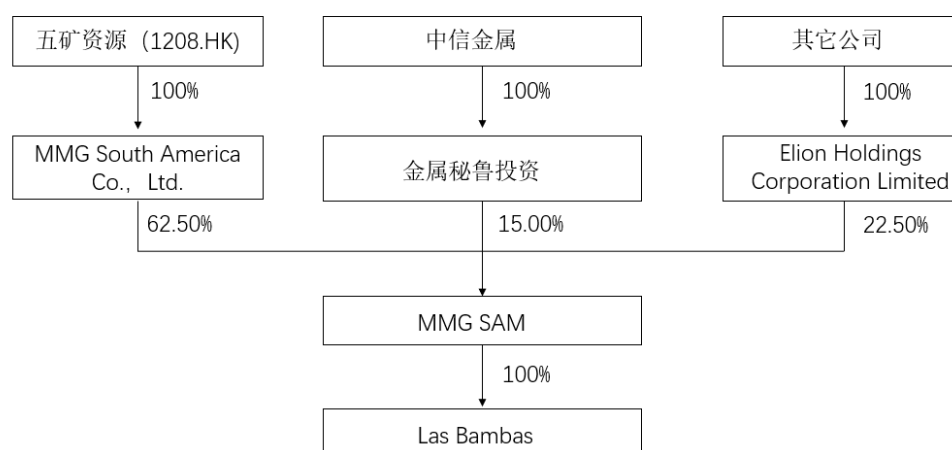 五矿资源（1208.HK)
中信金属
其它公司
100%
100%
100%
MMG South America
Co.， Ltd.
金属秘鲁投资
Elion Holdings
Corporation Limited
62.50%
15.00%
22.50%
MMG SAM
100%
Las Bambas